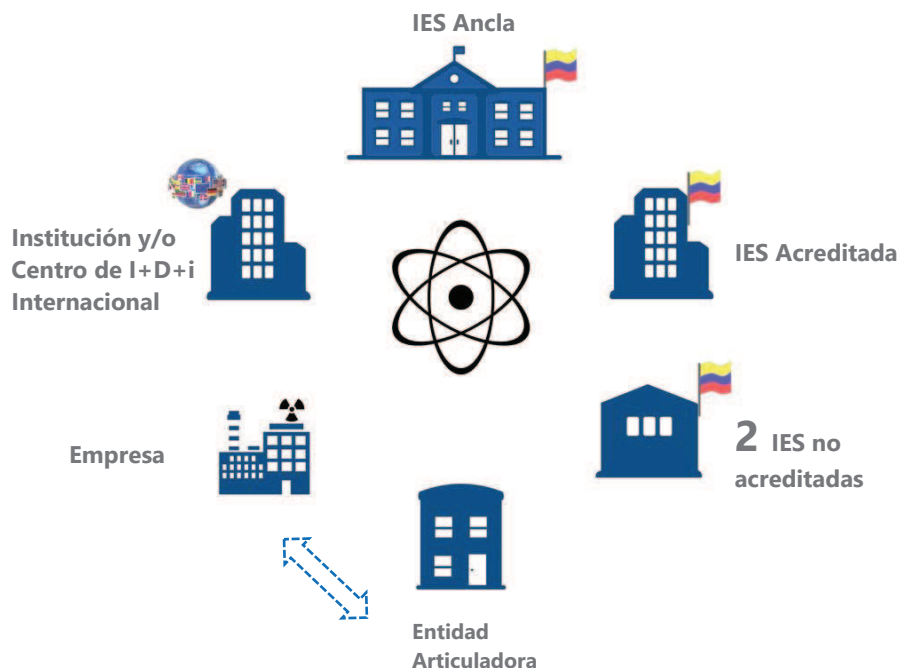 IES Ancla
Institución y/o
Centro de I+D+i
Internacional
IES Acreditada
Empresa
2 IES no
acreditadas
Entidad
Articuladora